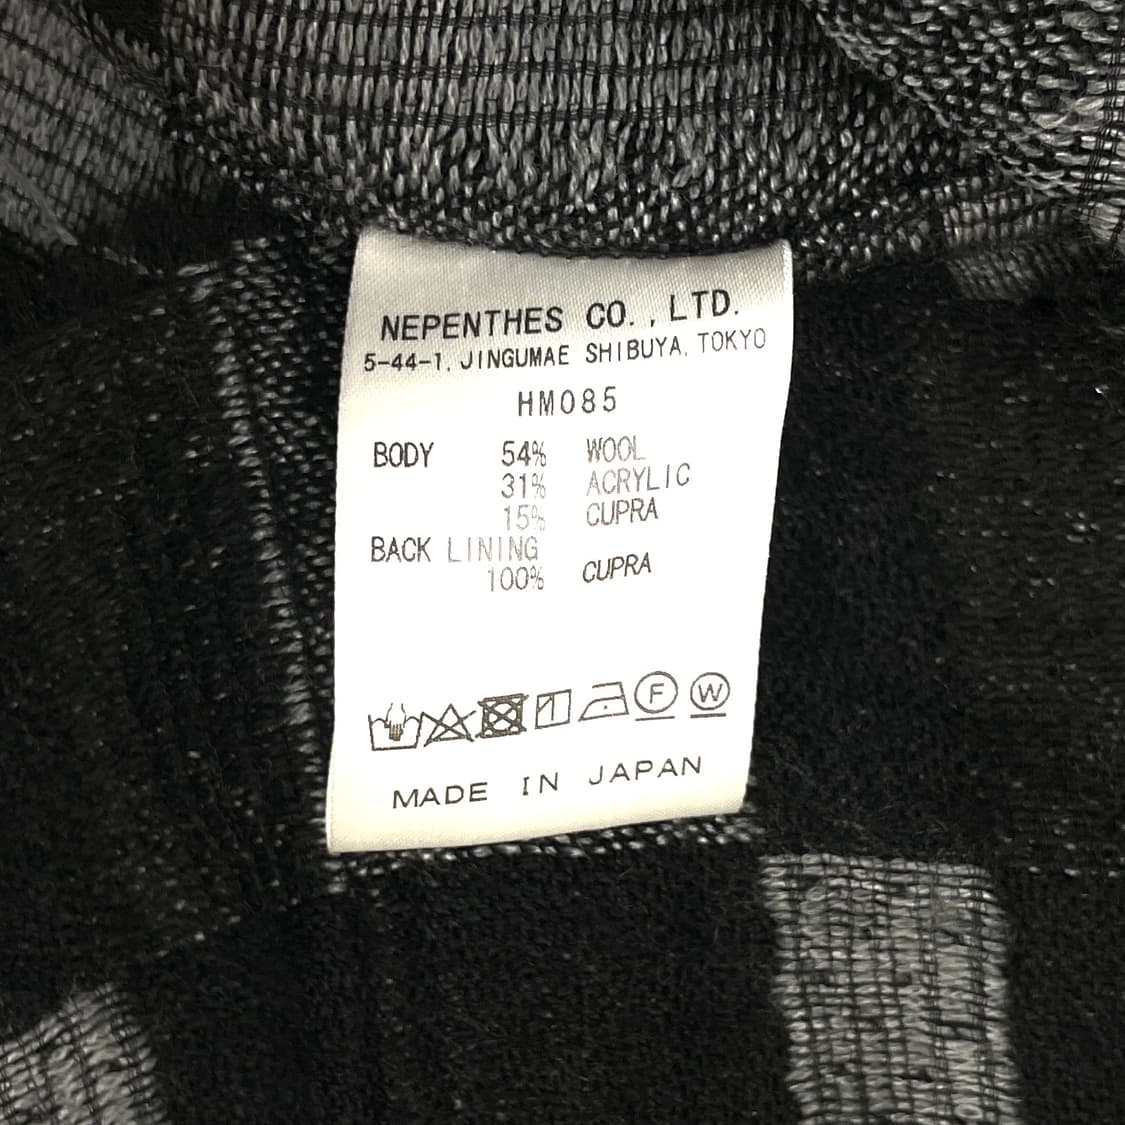 NEPENTHES CO., LTD.
5-44-1, JINGUMAE SHIBUYA, TOKYO
HM085
BODY 54% WOOL
31% ACRYLIC
15% CUPRA
BACK LINING
100% CUPRA
F W
MADE IN JAPAN